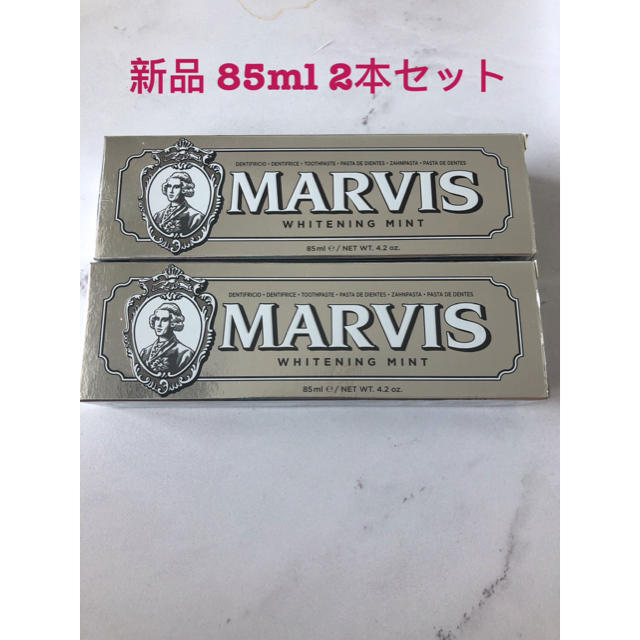 新品 85ml 2本セット
DENTIFRICIO • DENTIFRICE • TOOTHPASTE • PASTA DE DIENTES • ZAHNPASTA • PASTA DE DENTES
MARVIS
WHITENING MINT
85 ml ℮ / NET WT. 4.2 oz.
DENTIFRICIO • DENTIFRICE • TOOTHPASTE • PASTA DE DIENTES • ZAHNPASTA • PASTA DE DENTES
MARVIS
WHITENING MINT
85 ml ℮ / NET WT. 4.2 oz.